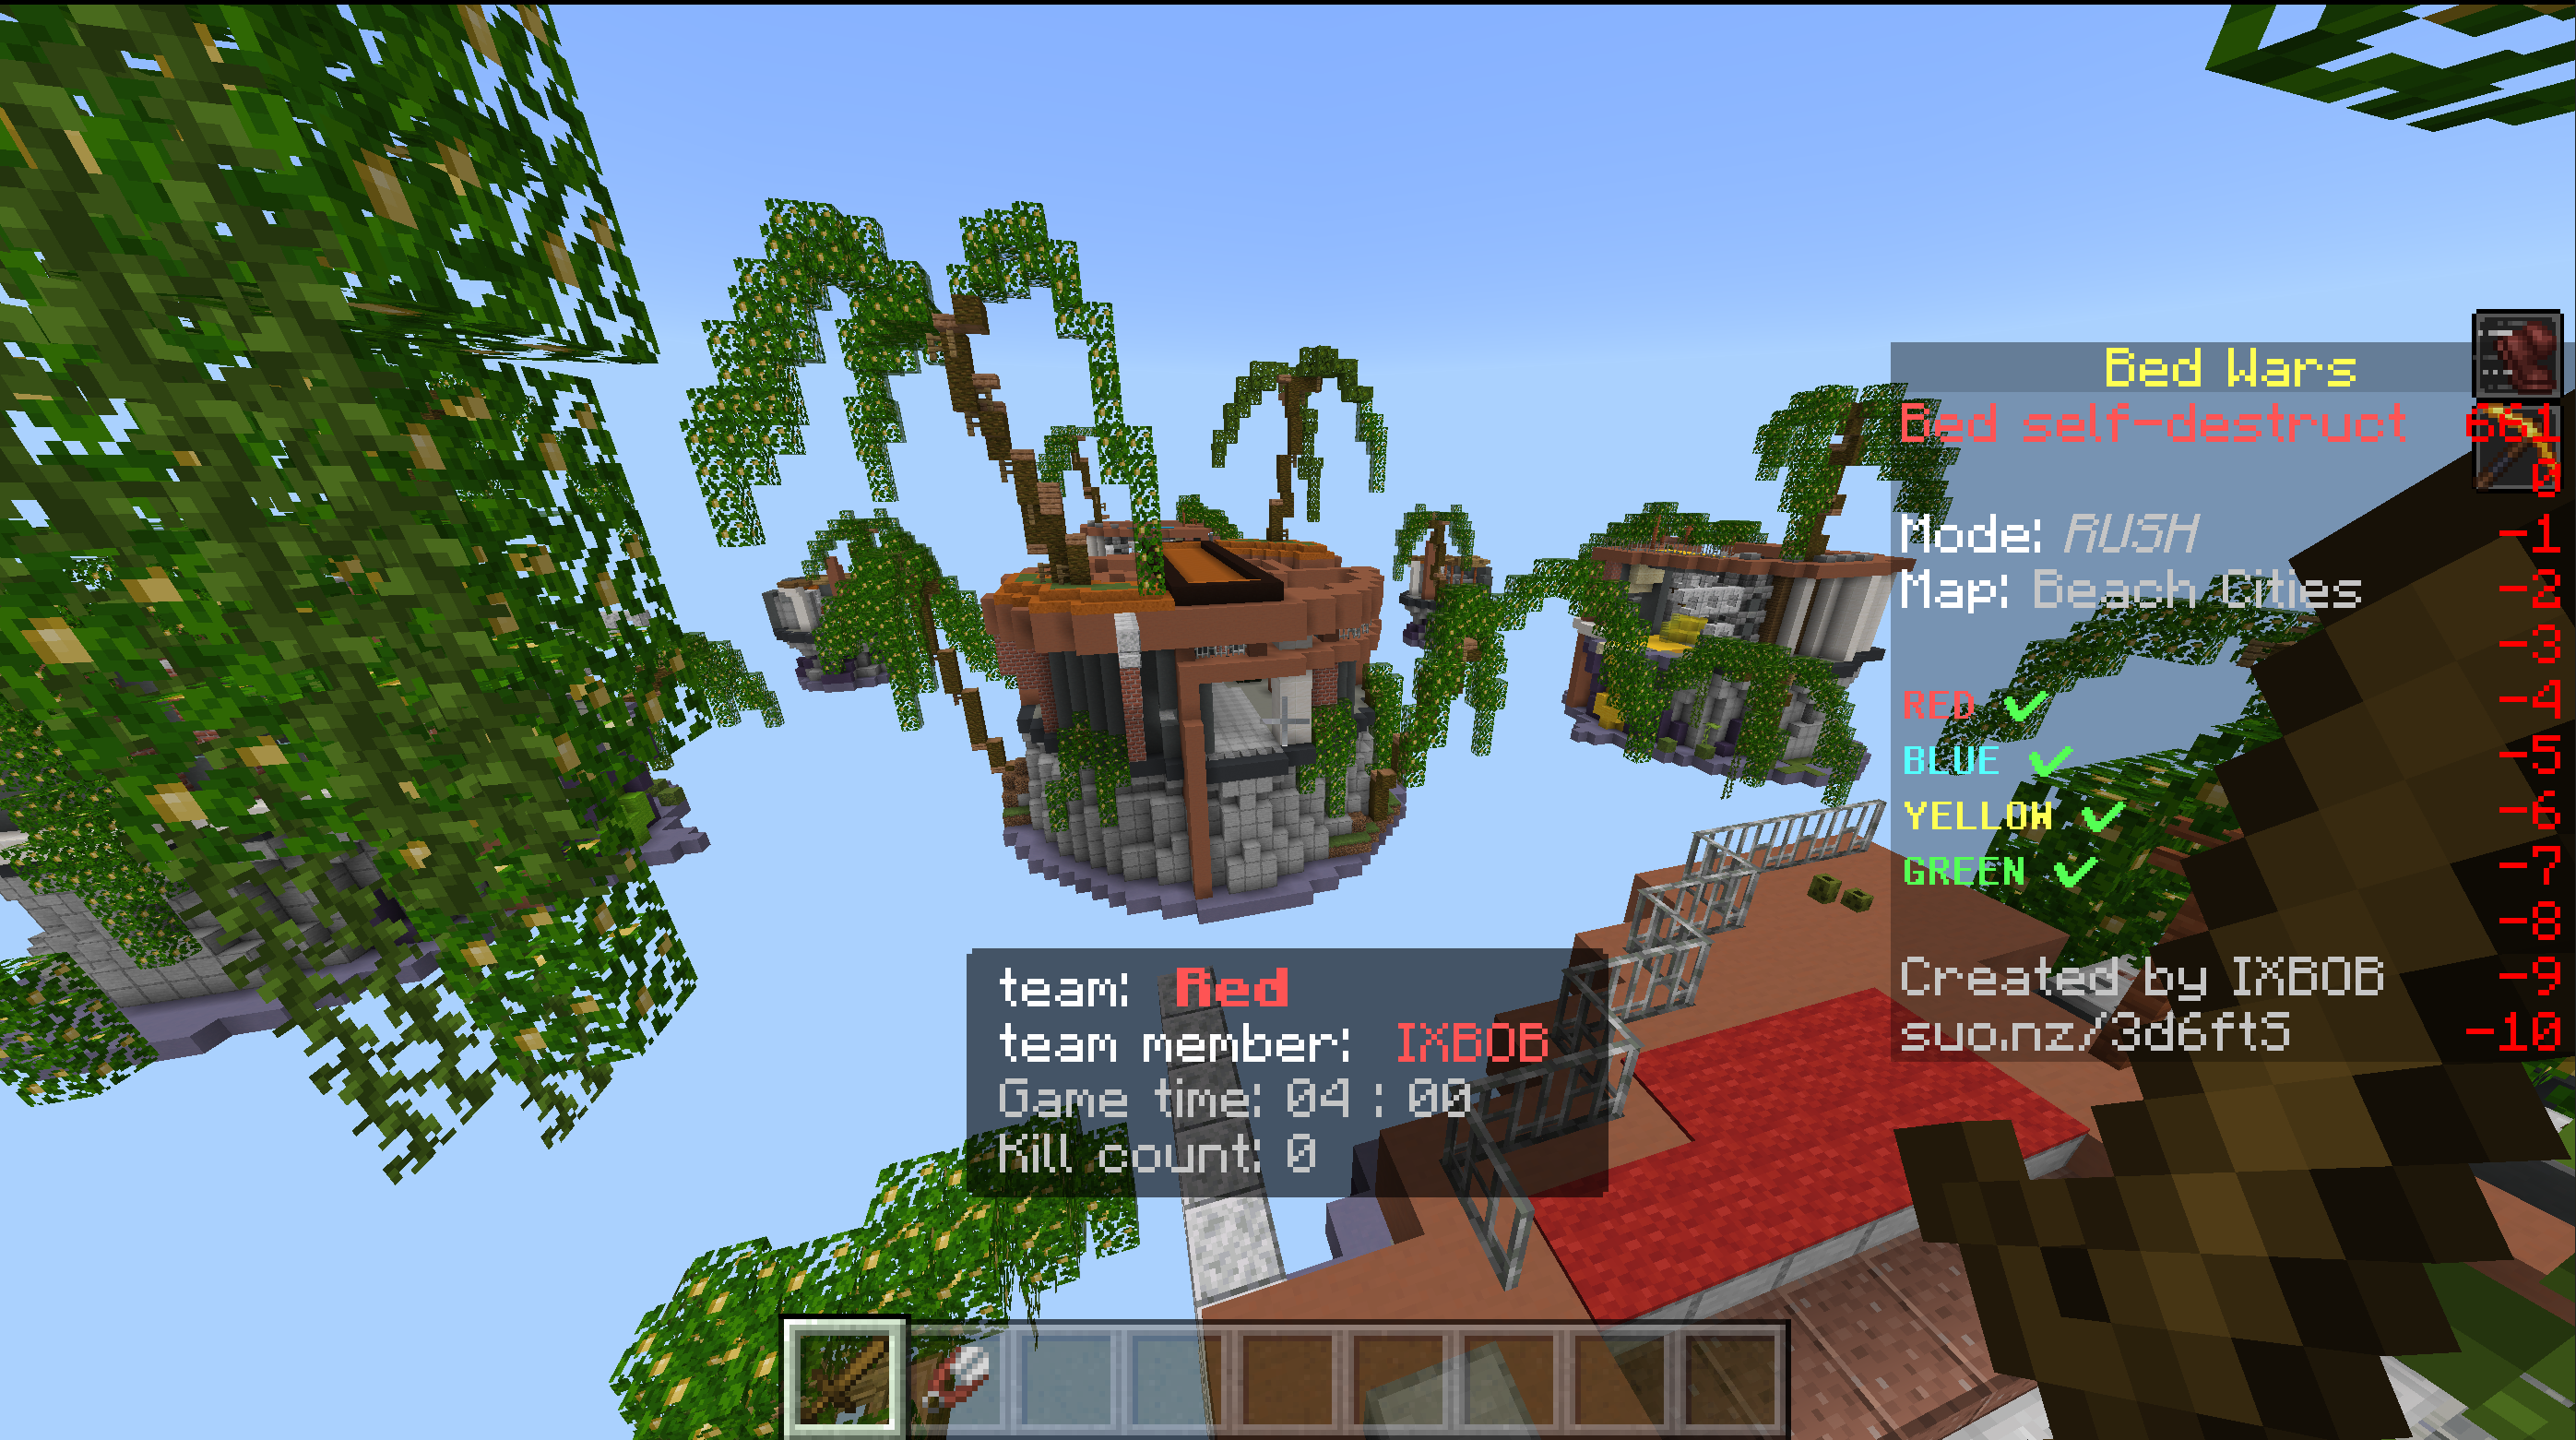 Bed Wars
Bed self-destruct 661
0
Mode: RUSH -1
Map: Beach Cities -2
-3
RED ✔ -4
BLUE ✔ -5
YELLOW ✔ -6
GREEN ✔ -7
-8
Created by IXBOB -9
suo.nz/3d6ft5 -10
team: Red
team member: IXBOB
Game time: 04 : 00
Kill count: 0